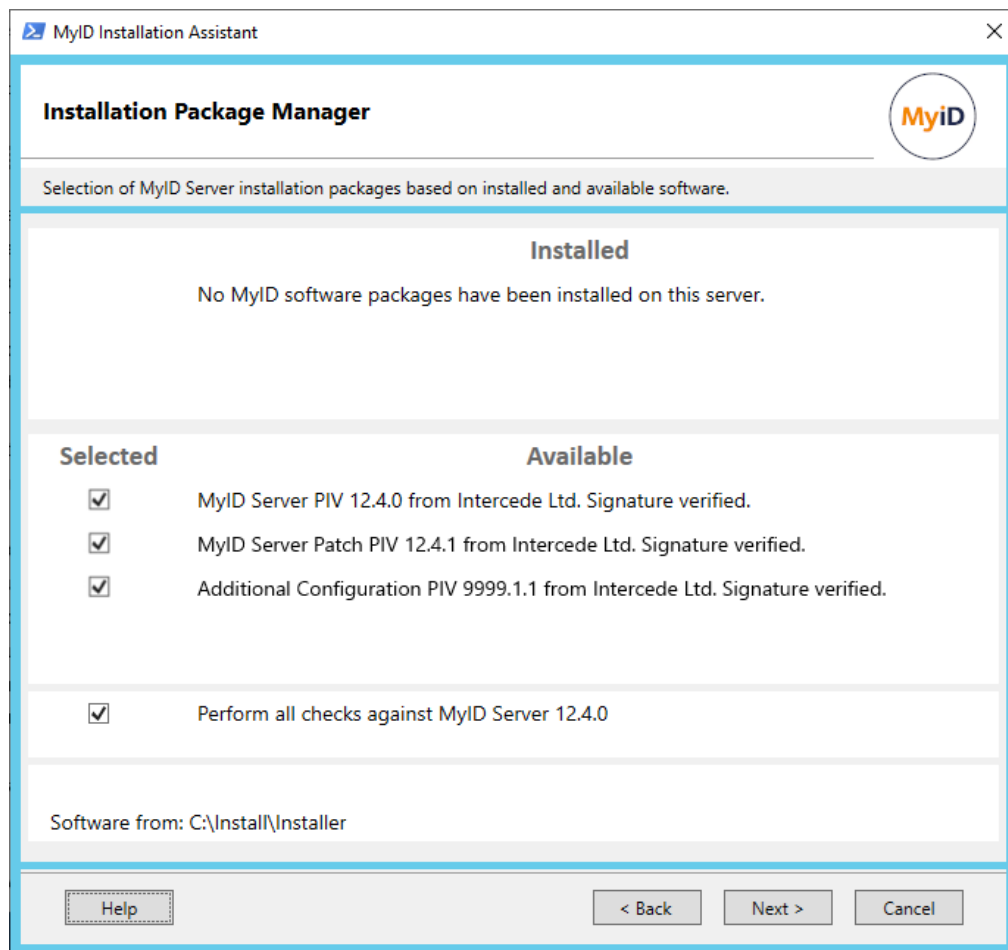 MyID Installation Assistant
Installation Package Manager
MyiD
Selection of MyID Server installation packages based on installed and available software.
Installed
No MyID software packages have been installed on this server.
Selected Available
MyID Server PIV 12.4.0 from Intercede Ltd. Signature verified.
MyID Server Patch PIV 12.4.1 from Intercede Ltd. Signature verified.
Additional Configuration PIV 9999.1.1 from Intercede Ltd. Signature verified.
Perform all checks against MyID Server 12.4.0
Software from: C:\Install\Installer
Help < Back Next > Cancel